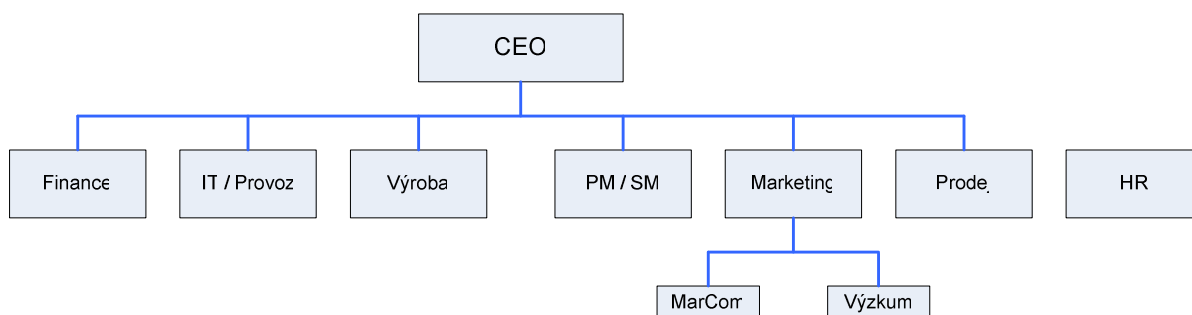 CEO
Finance
IT / Provoz
Výroba
PM / SM
Marketing
Prodej
HR
MarCom
Výzkum